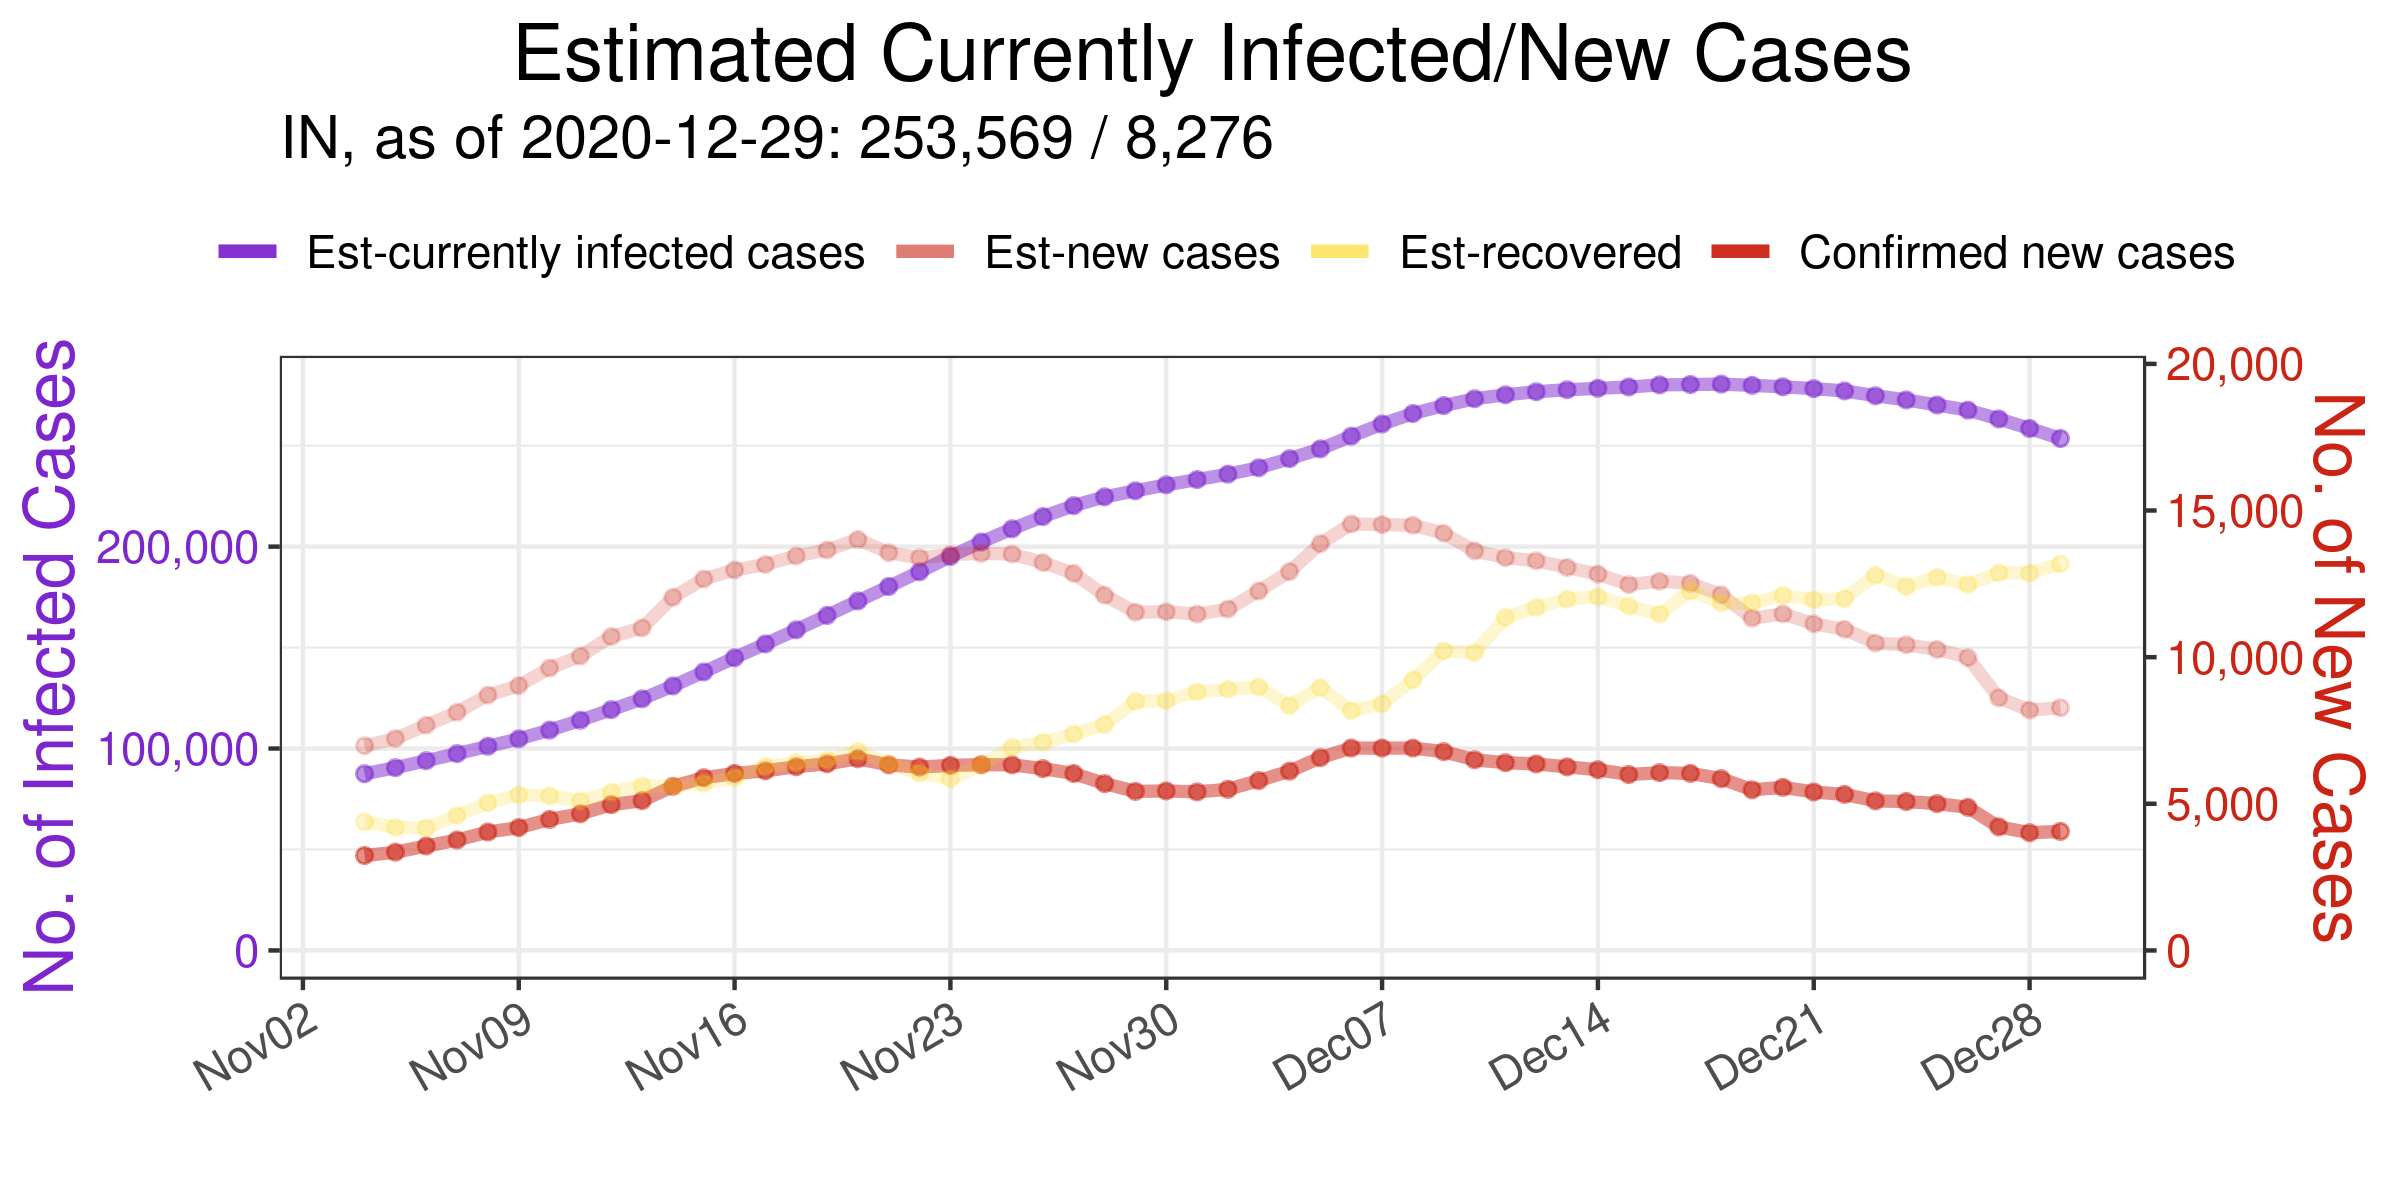 Estimated Currently Infected/New Cases
IN, as of 2020-12-29: 253,569 / 8,276
Est-currently infected cases Est-new cases Est-recovered Confirmed new cases
No. of Infected Cases
200,000
100,000
0
20,000
15,000
10,000
5,000
0
No. of New Cases
Nov02 Nov09 Nov16 Nov23 Nov30 Dec07 Dec14 Dec21 Dec28